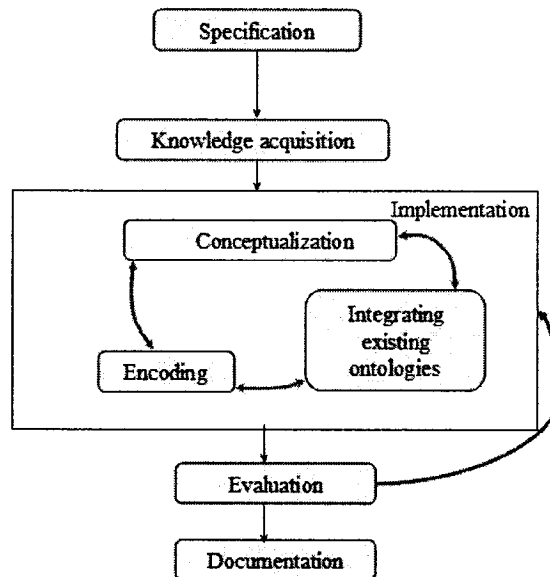 Specification
Knowledge acquisition
Implementation
Conceptualization
Integrating
existing
ontologies
Encoding
Evaluation
Documentation